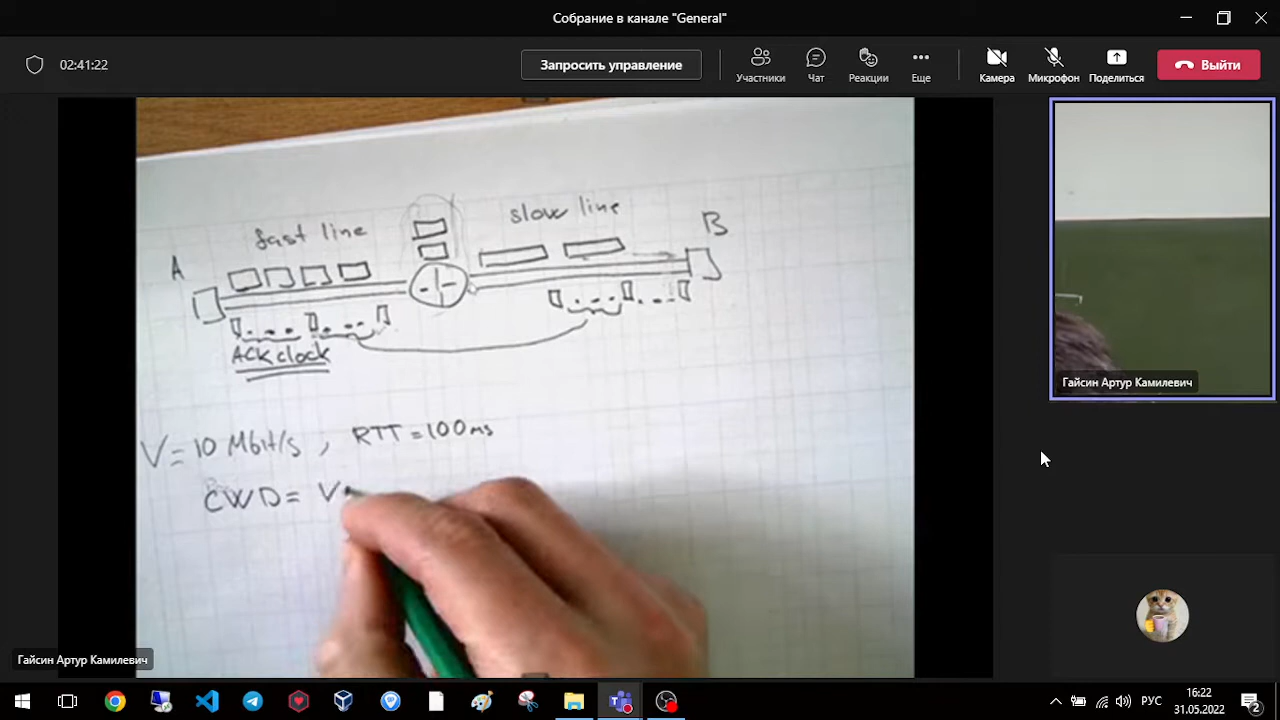 Собрание в канале "General"
02:41:22
Запросить управление
Участники
Чат
Реакции
Еще
Камера
Микрофон
Поделиться
Выйти
fast line
slow line
A
B
ACK clock
V = 10 Mbit/s , RTT = 100 ms
CWD = V
Гайсин Артур Камилевич
Гайсин Артур Камилевич
РУС
16:22
31.05.2022
2